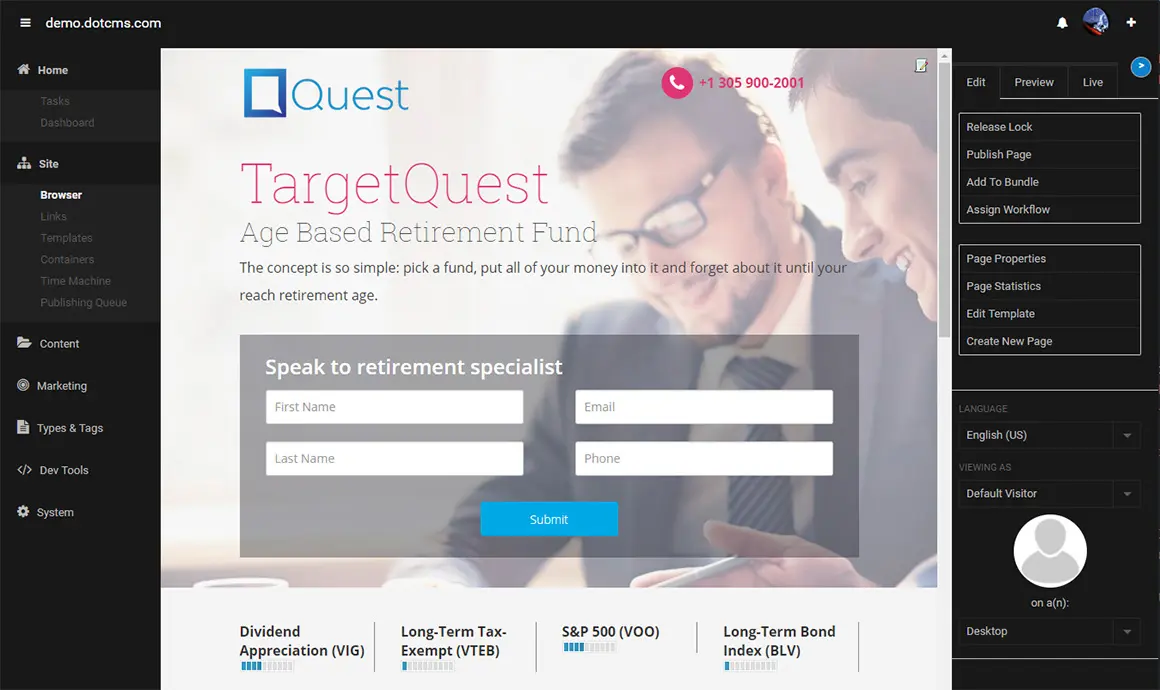 demo.dotcms.com
Home
Tasks
Dashboard
Site
Browser
Links
Templates
Containers
Time Machine
Publishing Queue
Content
Marketing
Types & Tags
Dev Tools
System
Quest
+1 305 900-2001
TargetQuest
Age Based Retirement Fund
The concept is so simple: pick a fund, put all of your money into it and forget about it until your
reach retirement age.
Speak to retirement specialist
First Name
Email
Last Name
Phone
Submit
Dividend
Appreciation (VIG)
Long-Term Tax-
Exempt (VTEB)
S&P 500 (VOO)
Long-Term Bond
Index (BLV)
Edit
Preview
Live
Release Lock
Publish Page
Add To Bundle
Assign Workflow
Page Properties
Page Statistics
Edit Template
Create New Page
LANGUAGE
English (US)
VIEWING AS
Default Visitor
on a(n):
Desktop